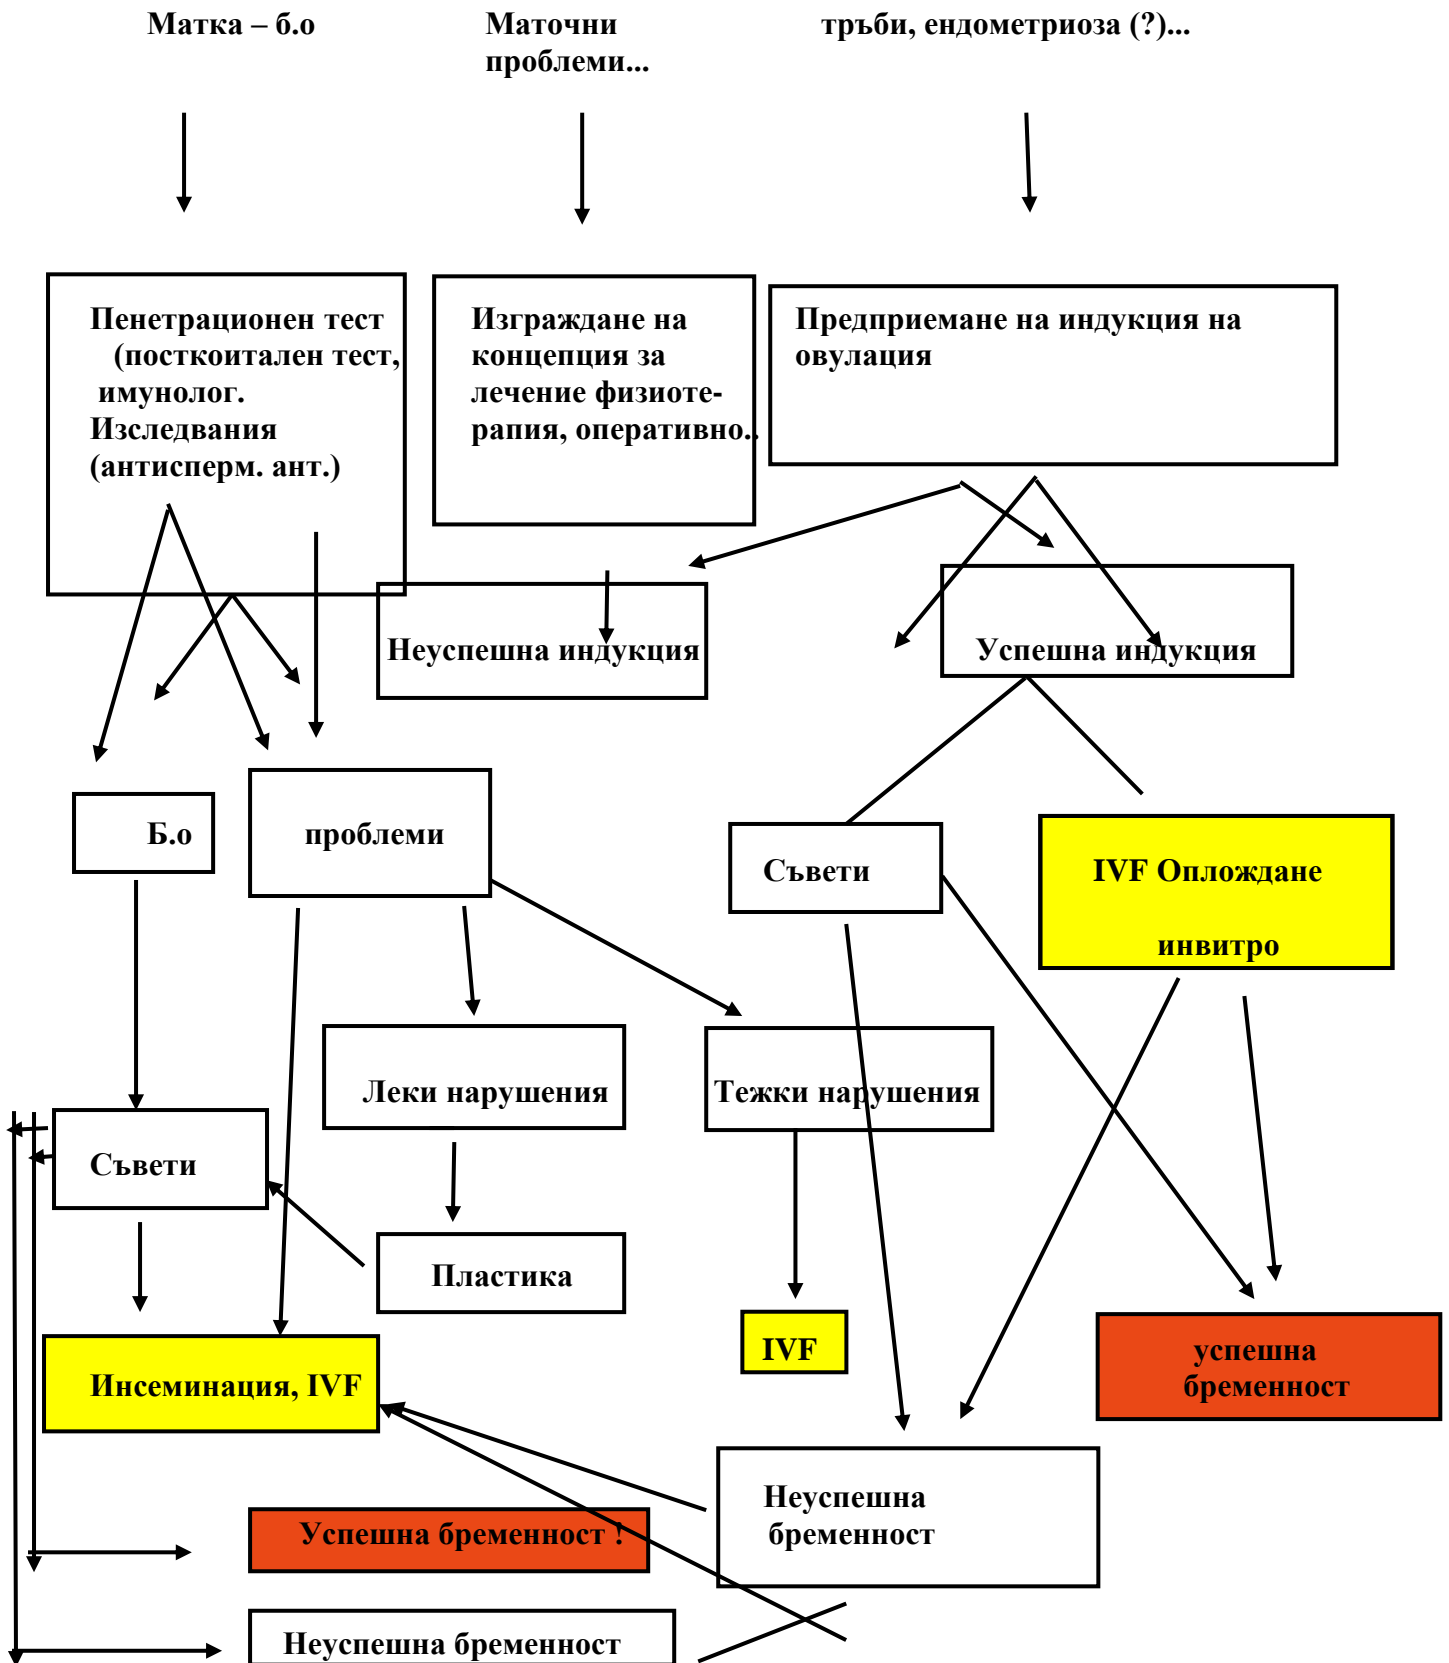 Матка – б.о
Маточни
проблеми...
тръби, ендометриоза (?)...
Пенетрационен тест
(посткоитален тест,
имунолог.
Изследвания
(антисперм. ант.)
Изграждане на
концепция за
лечение физиоте-
рапия, оперативно..
Предприемане на индукция на
овулация
Неуспешна индукция
Успешна индукция
Б.о
проблеми
Съвети
IVF Оплождане
инвитро
Леки нарушения
Тежки нарушения
Съвети
Пластика
IVF
успешна
бременност
Инсеминация, IVF
Неуспешна
бременност
Успешна бременност !
Неуспешна бременност